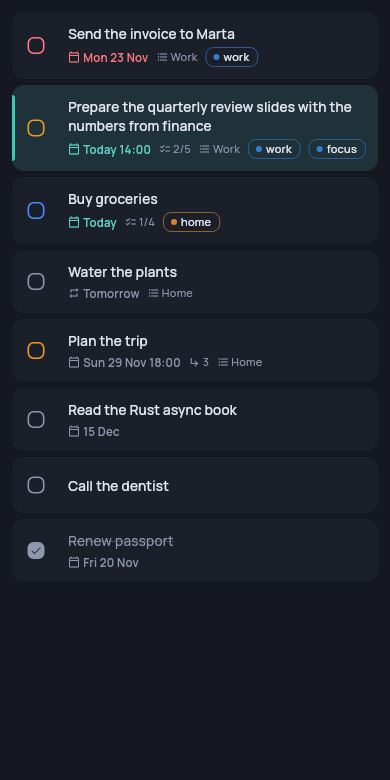 Send the invoice to Marta
Mon 23 Nov Work work
Prepare the quarterly review slides with the
numbers from finance
Today 14:00 2/5 Work work focus
Buy groceries
Today 1/4 home
Water the plants
Tomorrow Home
Plan the trip
Sun 29 Nov 18:00 3 Home
Read the Rust async book
15 Dec
Call the dentist
Renew passport
Fri 20 Nov